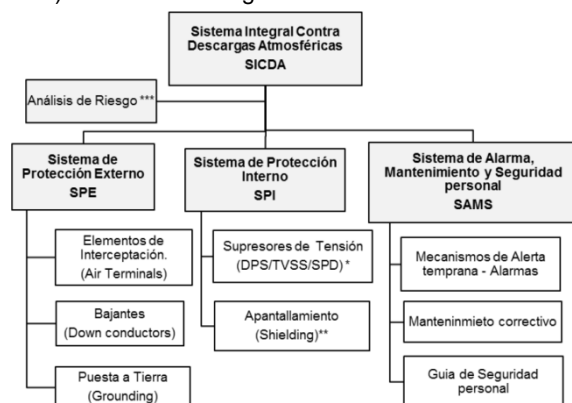 Sistema Integral Contra
Descargas Atmosféricas
SICDA
Análisis de Riesgo ***
Sistema de
Protección Externo
SPE
Sistema de Protección
Interno
SPI
Sistema de Alarma,
Mantenimiento y Seguridad
personal
SAMS
Elementos de
Interceptación.
(Air Terminals)
Bajantes
(Down conductors)
Puesta a Tierra
(Grounding)
Supresores de Tensión
(DPS/TVSS/SPD) *
Apantallamiento
(Shielding)**
Mecanismos de Alerta
temprana - Alarmas
Manteninmieto correctivo
Guia de Seguridad
personal